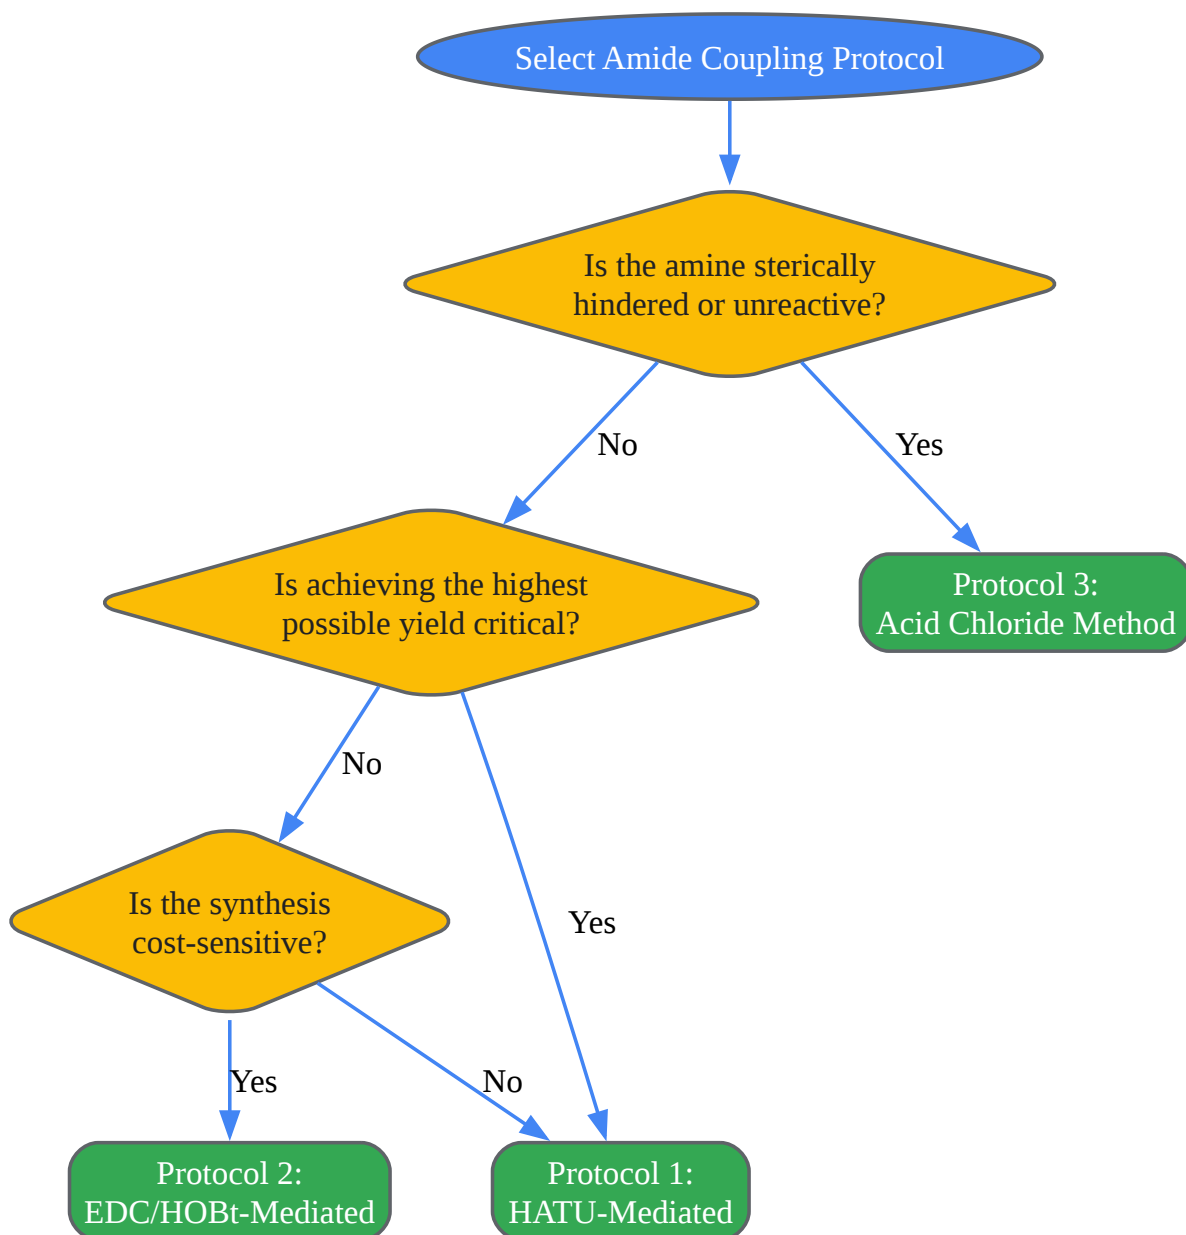 Select Amide Coupling Protocol
Is the amine sterically
hindered or unreactive?
No
Yes
Is achieving the highest
possible yield critical?
Protocol 3:
Acid Chloride Method
No
Yes
Is the synthesis
cost-sensitive?
Yes
No
Protocol 2:
EDC/HOBt-Mediated
Protocol 1:
HATU-Mediated